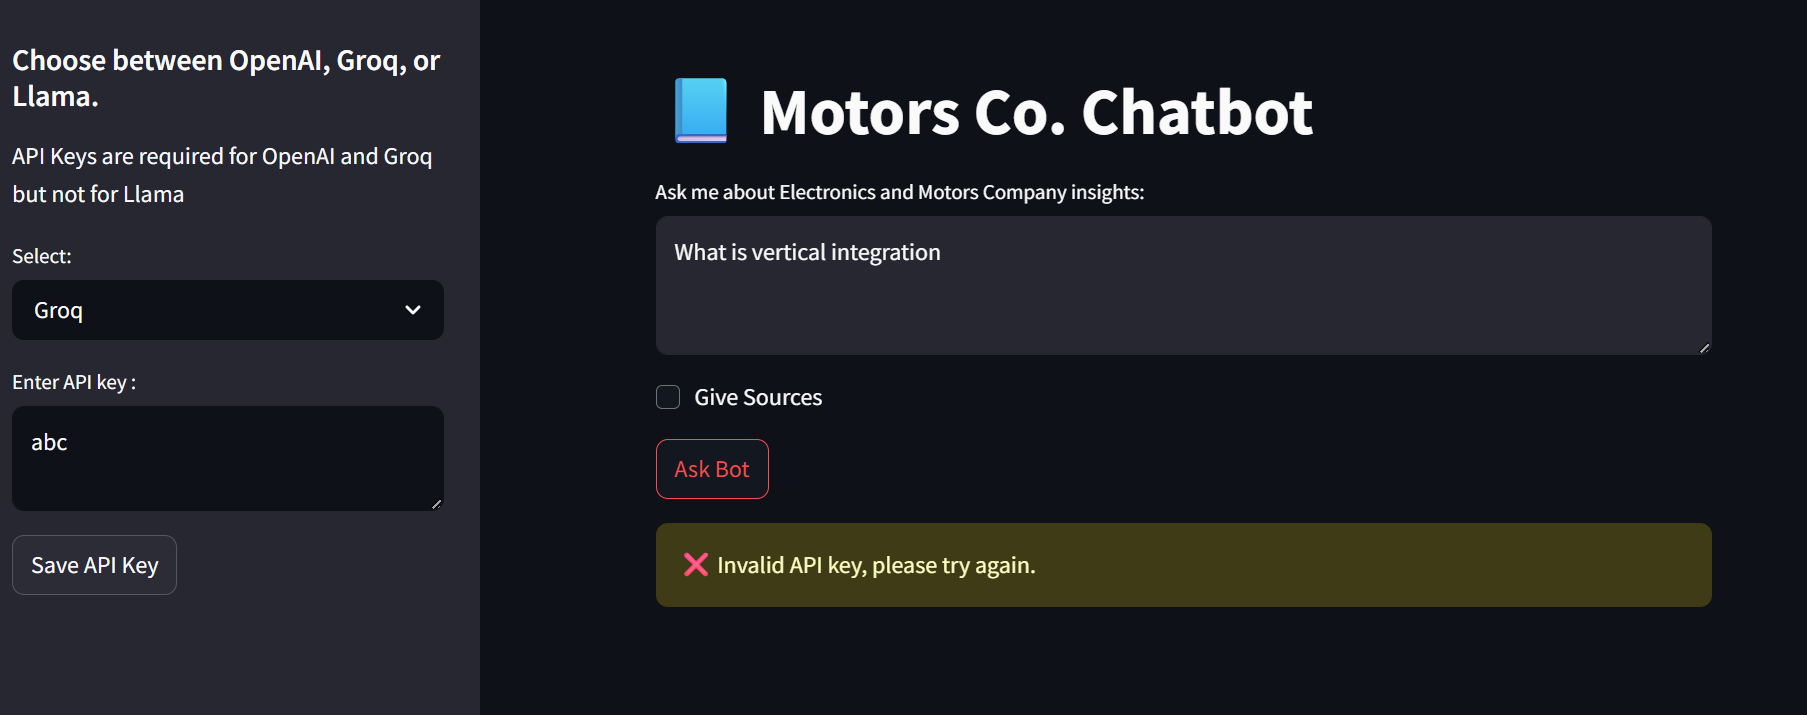 Choose between OpenAI, Groq, or
Llama.
API Keys are required for OpenAI and Groq
but not for Llama
Select:
Groq
Enter API key :
abc
Save API Key
Motors Co. Chatbot
Ask me about Electronics and Motors Company insights:
What is vertical integration
Give Sources
Ask Bot
❌ Invalid API key, please try again.